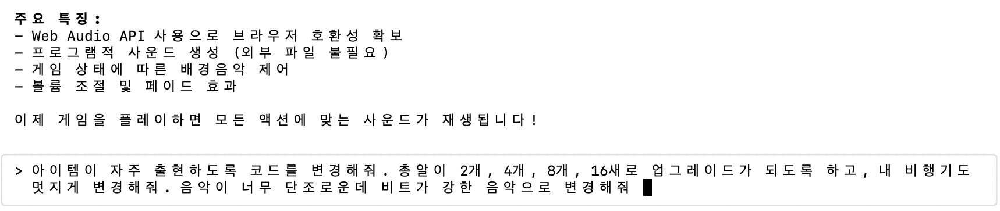 주요 특징:
- Web Audio API 사용으로 브라우저 호환성 확보
- 프로그램적 사운드 생성 (외부 파일 불필요)
- 게임 상태에 따른 배경음악 제어
- 볼륨 조절 및 페이드 효과
이제 게임을 플레이하면 모든 액션에 맞는 사운드가 재생됩니다!
> 아이템이 자주 출현하도록 코드를 변경해줘. 총알이 2개, 4개, 8개, 16새로 업그레이드가 되도록 하고, 내 비행기도
멋지게 변경해줘. 음악이 너무 단조로운데 비트가 강한 음악으로 변경해줘